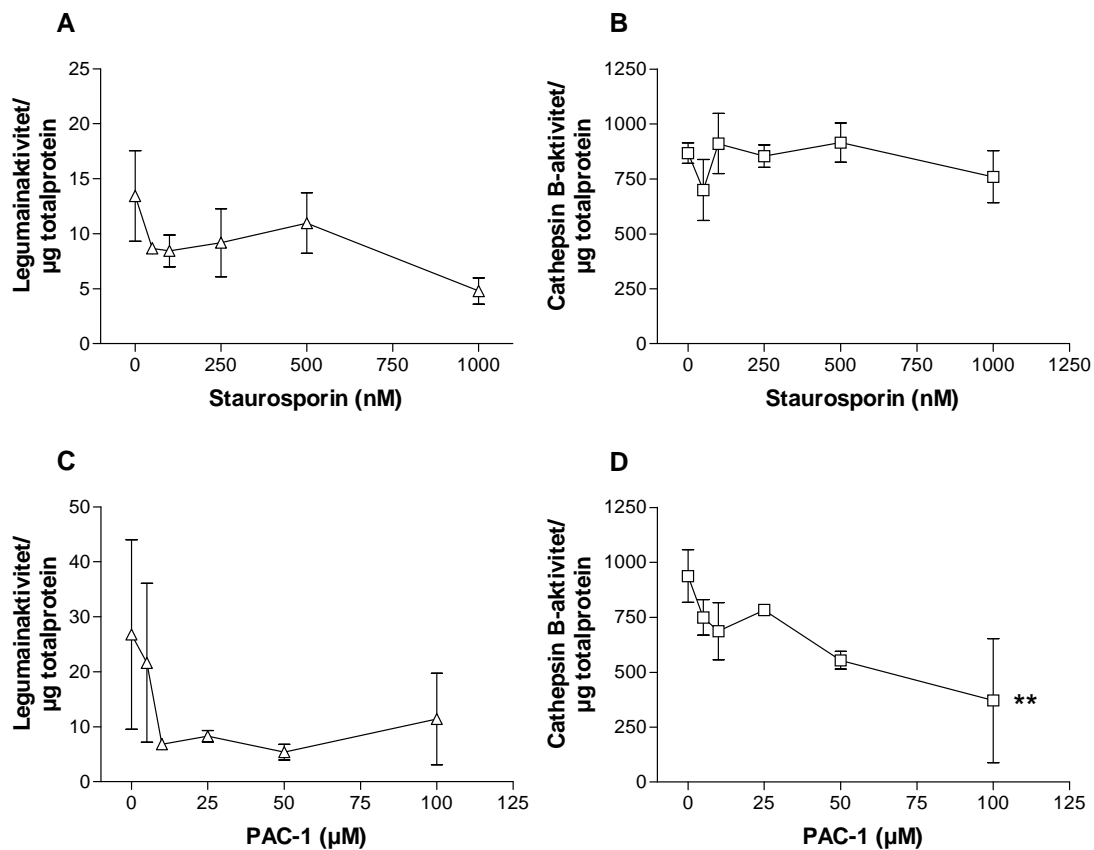 A
Legumainaktivitet/
µg totalprotein
25
20
15
10
5
0
0 250 500 750 1000
Staurosporin (nM)
B
Cathepsin B-aktivitet/
µg totalprotein
1250
1000
750
500
250
0
0 250 500 750 1000 1250
Staurosporin (nM)
C
Legumainaktivitet/
µg totalprotein
50
40
30
20
10
0
0 25 50 75 100 125
PAC-1 (µM)
D
Cathepsin B-aktivitet/
µg totalprotein
1250
1000
750
500
250
0
**
0 25 50 75 100 125
PAC-1 (µM)